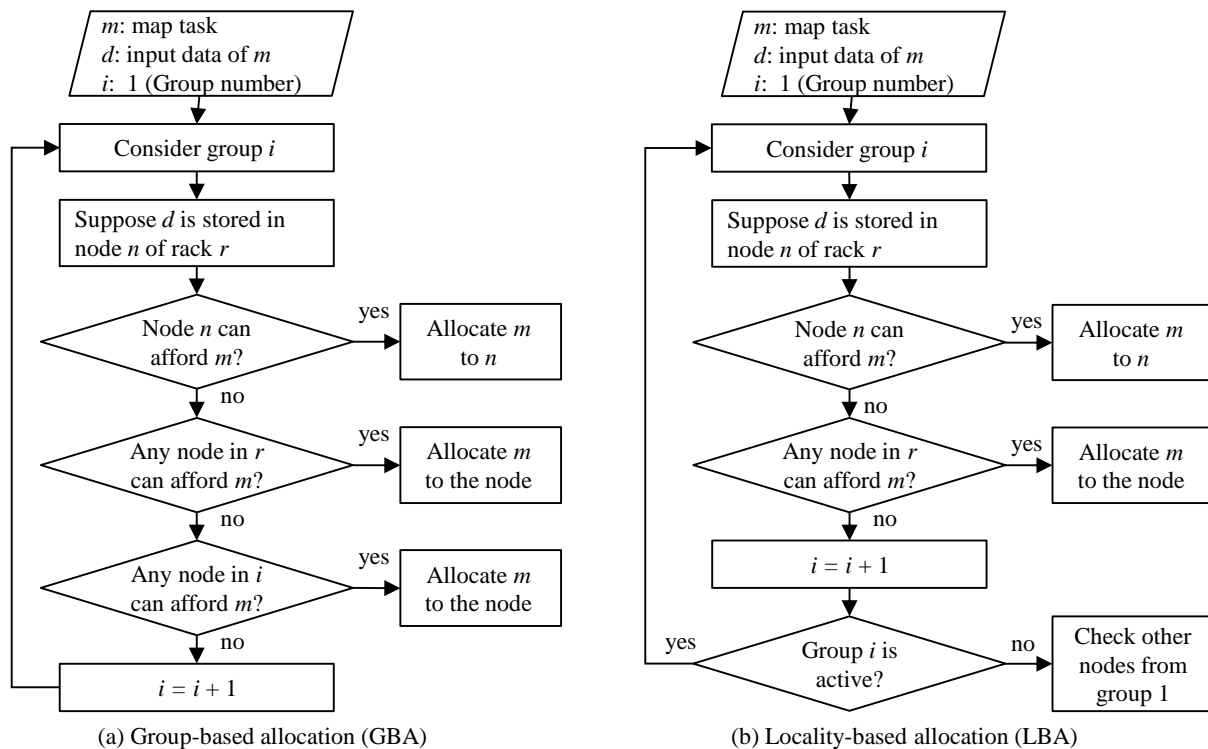 m: map task
d: input data of m
i: 1 (Group number)
Consider group i
Suppose d is stored in
node n of rack r
Node n can
afford m?
yes
Allocate m
to n
no
Any node in r
can afford m?
yes
Allocate m
to the node
no
Any node in i
can afford m?
yes
Allocate m
to the node
no
i = i + 1
(a) Group-based allocation (GBA)
m: map task
d: input data of m
i: 1 (Group number)
Consider group i
Suppose d is stored in
node n of rack r
Node n can
afford m?
yes
Allocate m
to n
no
Any node in r
can afford m?
yes
Allocate m
to the node
no
i = i + 1
yes
Group i is
active?
no
Check other
nodes from
group 1
(b) Locality-based allocation (LBA)